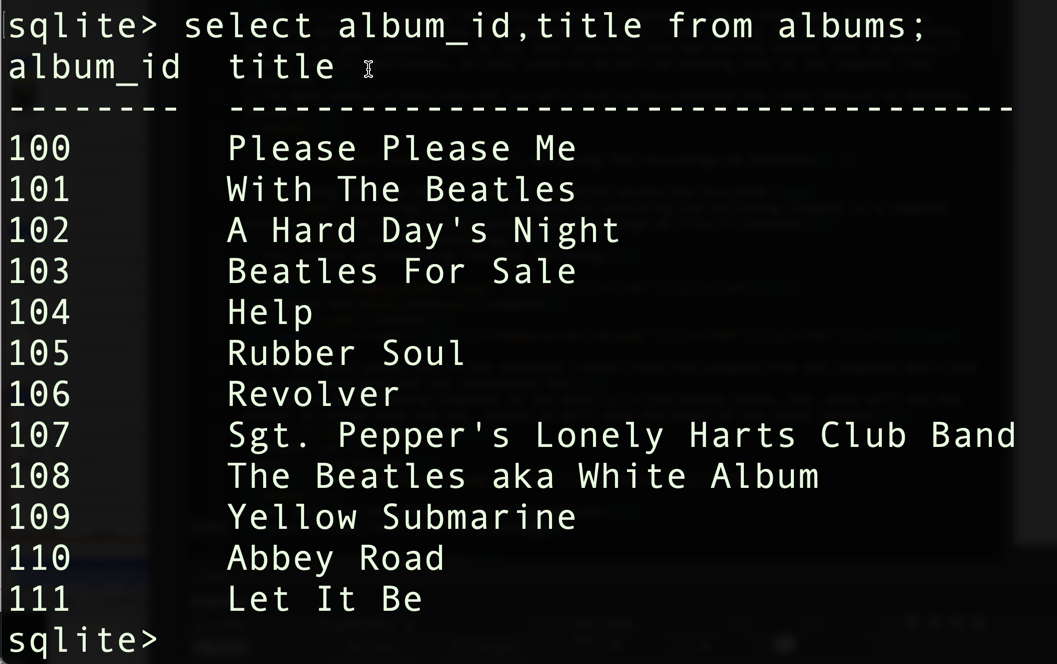 sqlite> select album_id,title from albums;
album_id  title
--------  ------------------------------------
100       Please Please Me
101       With The Beatles
102       A Hard Day's Night
103       Beatles For Sale
104       Help
105       Rubber Soul
106       Revolver
107       Sgt. Pepper's Lonely Harts Club Band
108       The Beatles aka White Album
109       Yellow Submarine
110       Abbey Road
111       Let It Be
sqlite>